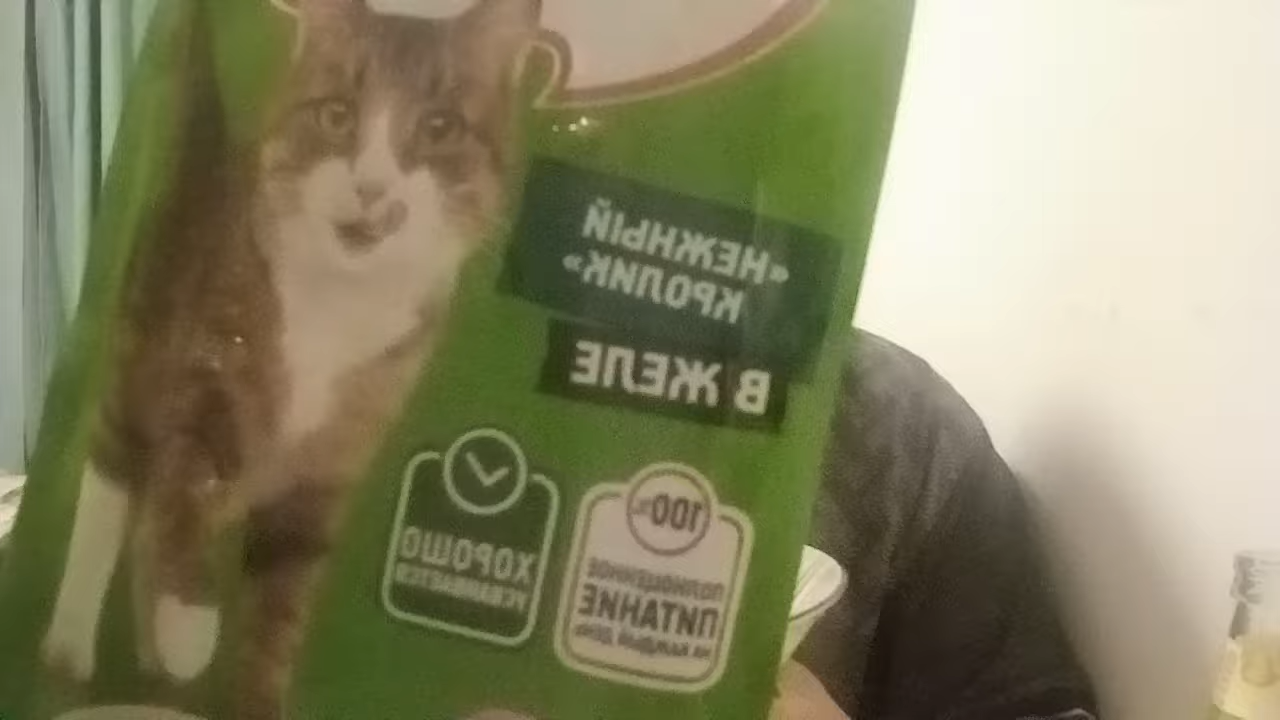 «НЕЖНЫЙ
КРОЛИК»
В ЖЕЛЕ
ХОРОШО
УСВАИВАЕТСЯ
100%
ПОЛНОЦЕННОЕ
ПИТАНИЕ
НА КАЖДЫЙ ДЕНЬ